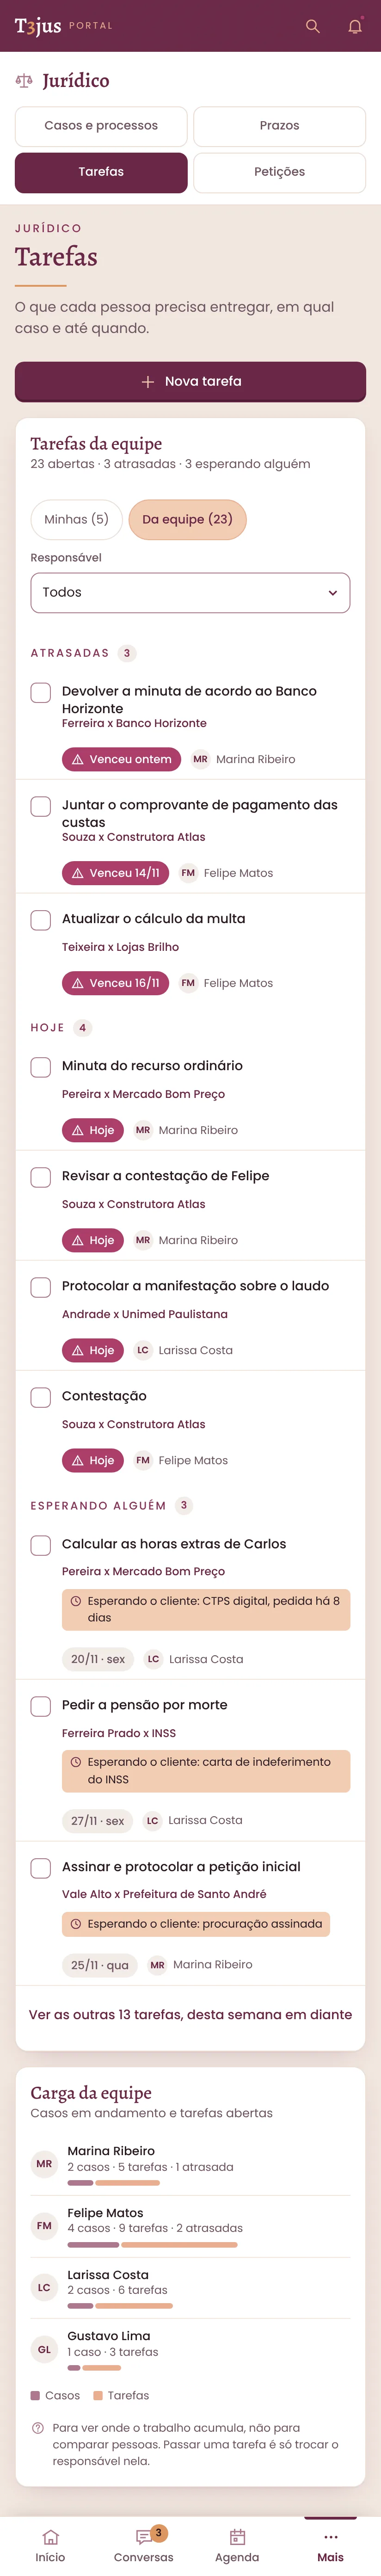 T3jus PORTAL
Jurídico
Casos e processos
Prazos
Tarefas
Petições
JURÍDICO
Tarefas
O que cada pessoa precisa entregar, em qual
caso e até quando.
Nova tarefa
Tarefas da equipe
23 abertas · 3 atrasadas · 3 esperando alguém
Minhas (5)
Da equipe (23)
Responsável
Todos
ATRASADAS 3
Devolver a minuta de acordo ao Banco
Horizonte
Ferreira x Banco Horizonte
Venceu ontem MR Marina Ribeiro
Juntar o comprovante de pagamento das
custas
Souza x Construtora Atlas
Venceu 14/11 FM Felipe Matos
Atualizar o cálculo da multa
Teixeira x Lojas Brilho
Venceu 16/11 FM Felipe Matos
HOJE 4
Minuta do recurso ordinário
Pereira x Mercado Bom Preço
Hoje MR Marina Ribeiro
Revisar a contestação de Felipe
Souza x Construtora Atlas
Hoje MR Marina Ribeiro
Protocolar a manifestação sobre o laudo
Andrade x Unimed Paulistana
Hoje LC Larissa Costa
Contestação
Souza x Construtora Atlas
Hoje FM Felipe Matos
ESPERANDO ALGUÉM 3
Calcular as horas extras de Carlos
Pereira x Mercado Bom Preço
Esperando o cliente: CTPS digital, pedida há 8
dias
20/11 · sex LC Larissa Costa
Pedir a pensão por morte
Ferreira Prado x INSS
Esperando o cliente: carta de indeferimento
do INSS
27/11 · sex LC Larissa Costa
Assinar e protocolar a petição inicial
Vale Alto x Prefeitura de Santo André
Esperando o cliente: procuração assinada
25/11 · qua MR Marina Ribeiro
Ver as outras 13 tarefas, desta semana em diante
Carga da equipe
Casos em andamento e tarefas abertas
MR Marina Ribeiro
2 casos · 5 tarefas · 1 atrasada
FM Felipe Matos
4 casos · 9 tarefas · 2 atrasadas
LC Larissa Costa
2 casos · 6 tarefas
GL Gustavo Lima
1 caso · 3 tarefas
Casos Tarefas
Para ver onde o trabalho acumula, não para
comparar pessoas. Passar uma tarefa é só trocar o
responsável nela.
3
Início Conversas Agenda Mais